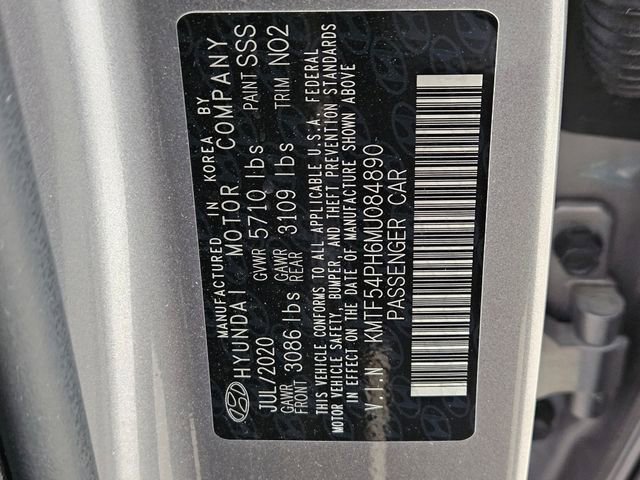 MANUFACTURED IN KOREA BY
HYUNDAI MOTOR COMPANY
JUL/2020 GVWR 5710 lbs PAINT SSS
GAWR FRONT 3086 lbs GAWR REAR 3109 lbs TRIM NO2
THIS VEHICLE CONFORMS TO ALL APPLICABLE U.S.A. FEDERAL
MOTOR VEHICLE SAFETY, BUMPER, AND THEFT PREVENTION STANDARDS
IN EFFECT ON THE DATE OF MANUFACTURE SHOWN ABOVE
V.I.N KMTF54PH6MU084890
PASSENGER CAR